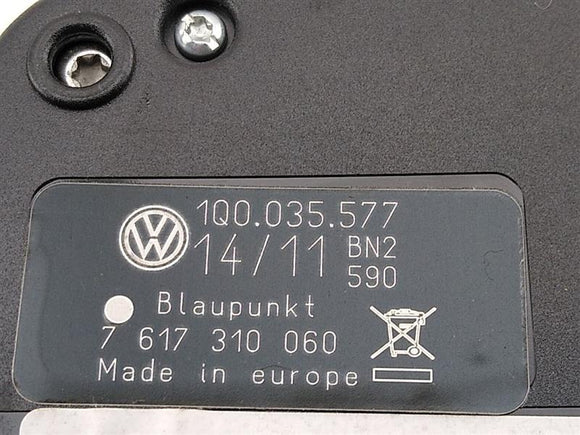 1Q0.035.577
14/11 BN2
590
Blaupunkt
7 617 310 060
Made in europe